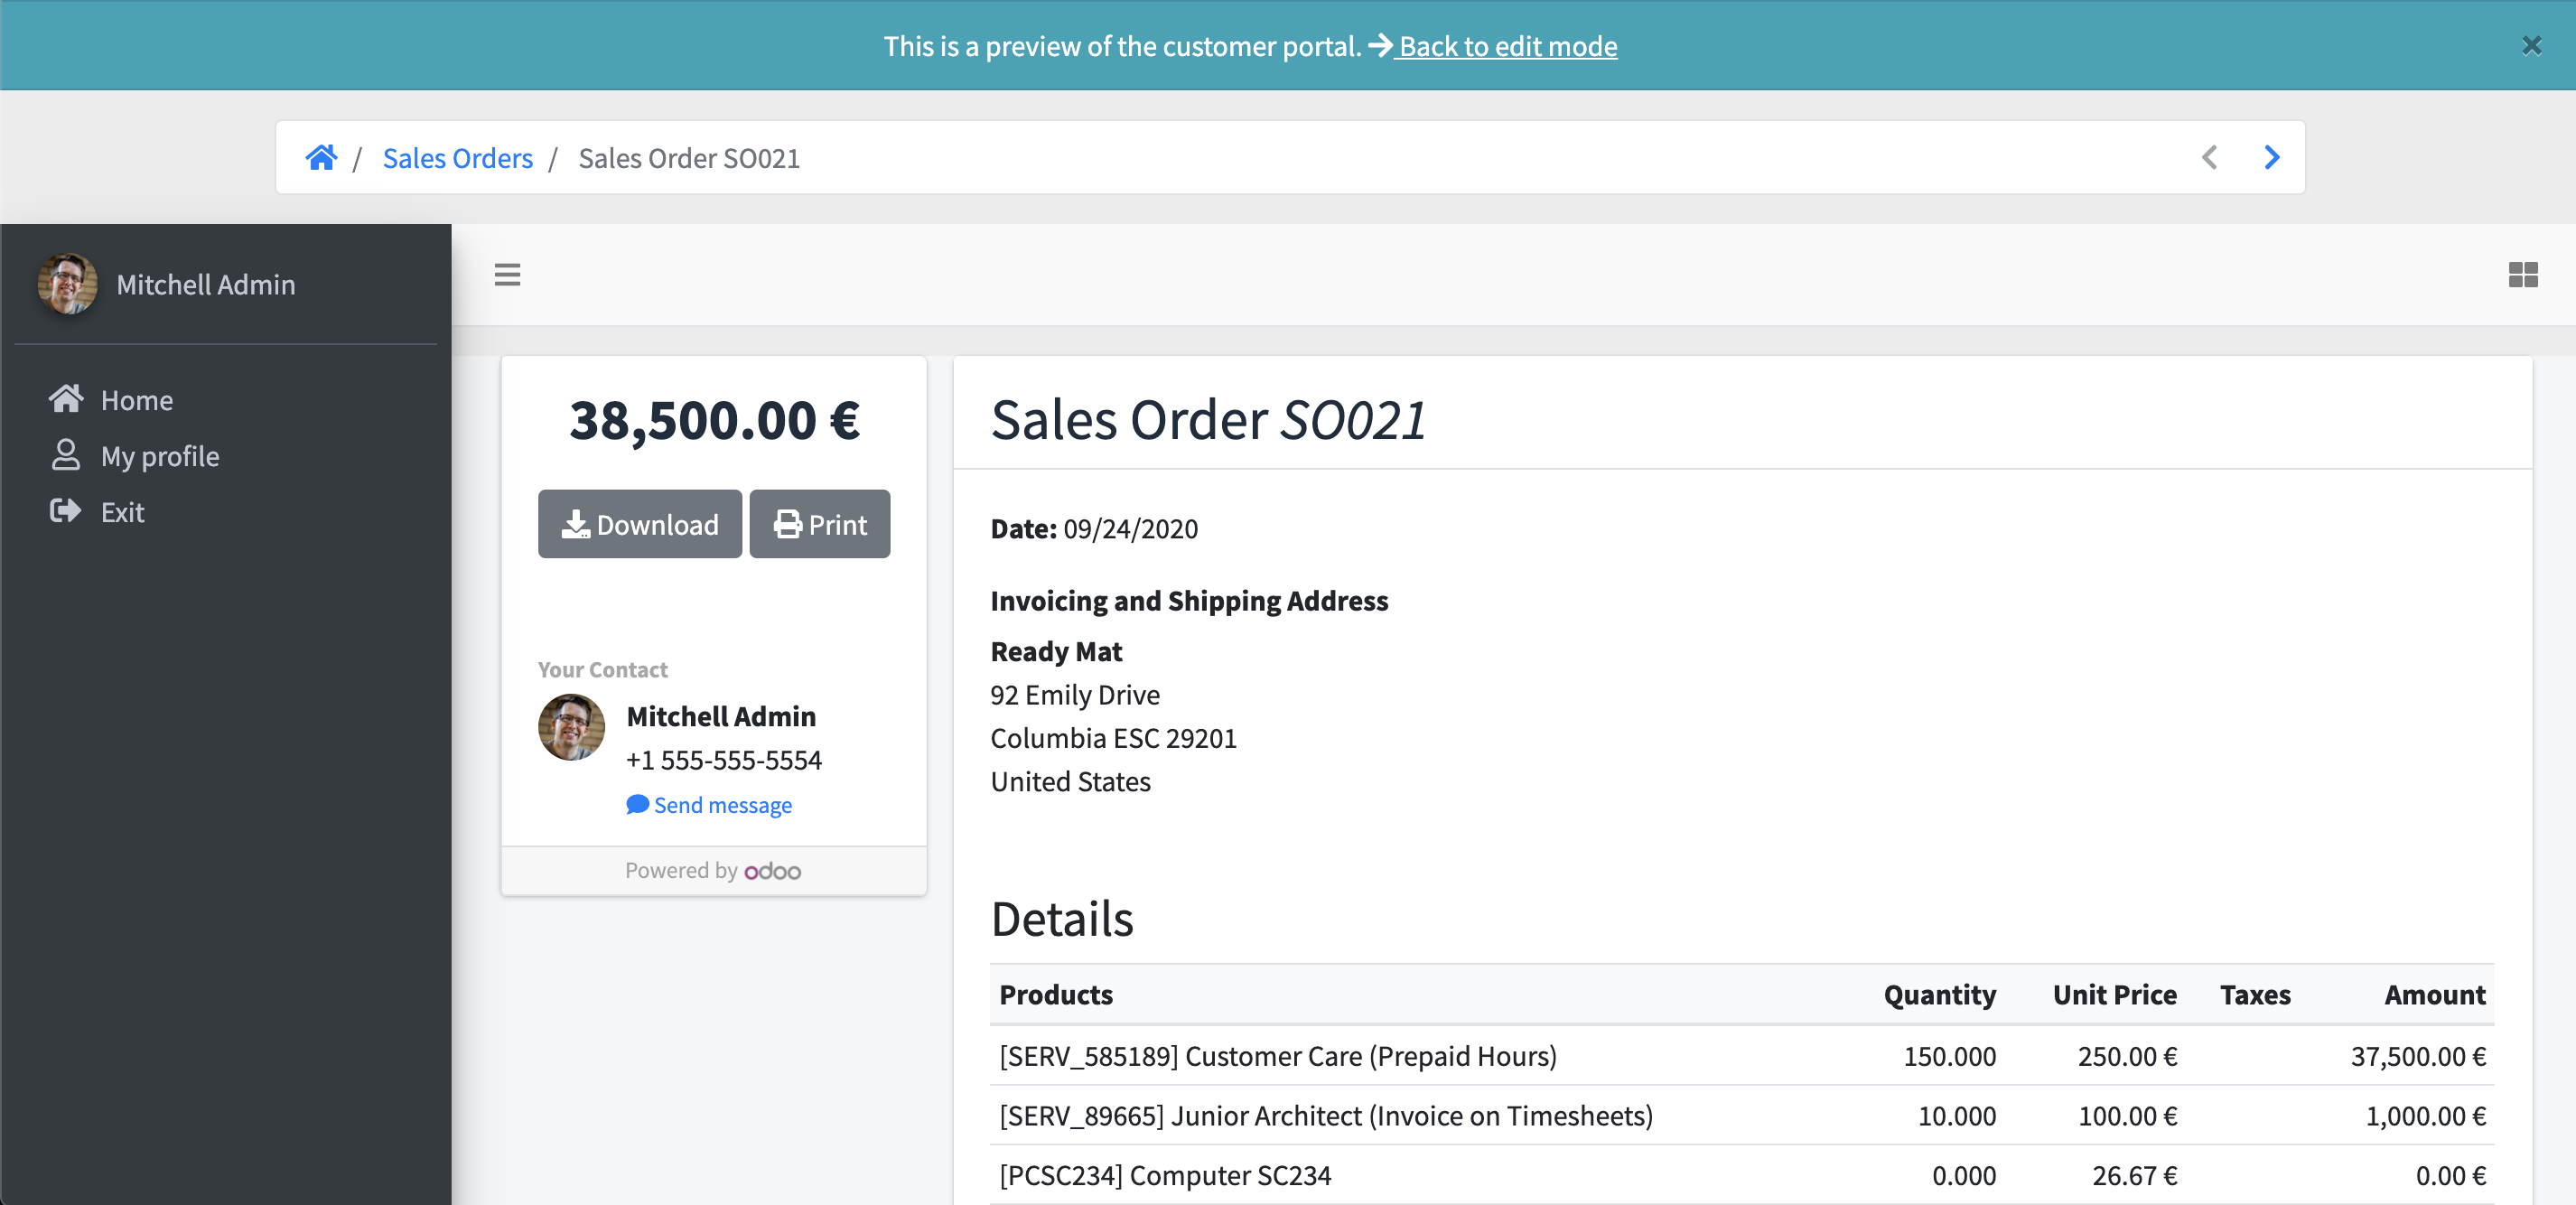 This is a preview of the customer portal. Back to edit mode
/ Sales Orders / Sales Order SO021
Mitchell Admin
Home
My profile
Exit
38,500.00 €
Download Print
Your Contact
Mitchell Admin
+1 555-555-5554
Send message
Powered by odoo
Sales Order SO021
Date: 09/24/2020
Invoicing and Shipping Address
Ready Mat
92 Emily Drive
Columbia ESC 29201
United States
Details
Products Quantity Unit Price Taxes Amount
[SERV_585189] Customer Care (Prepaid Hours) 150.000 250.00 € 37,500.00 €
[SERV_89665] Junior Architect (Invoice on Timesheets) 10.000 100.00 € 1,000.00 €
[PCSC234] Computer SC234 0.000 26.67 € 0.00 €